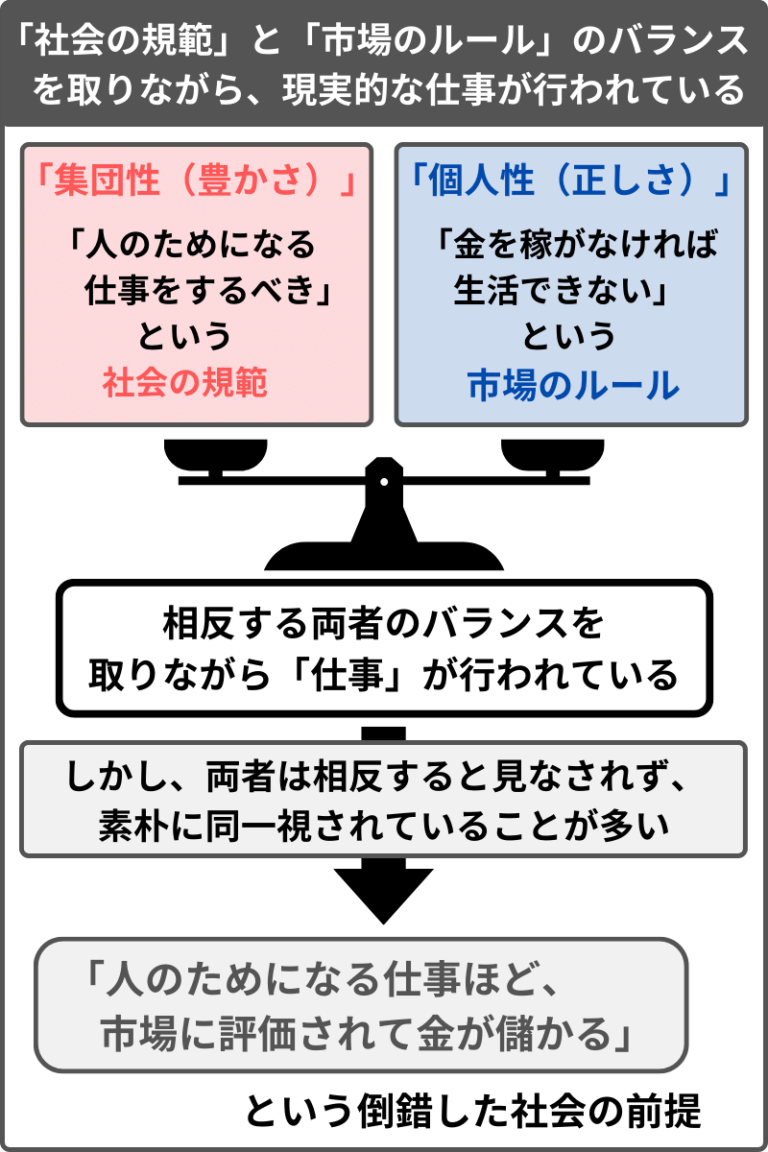 「社会の規範」と「市場のルール」のバランス
を取りながら、現実的な仕事が行われている
「集団性（豊かさ）」
「人のためになる
仕事をするべき」
という
社会の規範
「個人性（正しさ）」
「金を稼がなければ
生活できない」
という
市場のルール
相反する両者のバランスを
取りながら「仕事」が行われている
しかし、両者は相反すると見なされず、
素朴に同一視されていることが多い
「人のためになる仕事ほど、
市場に評価されて金が儲かる」
という倒錯した社会の前提